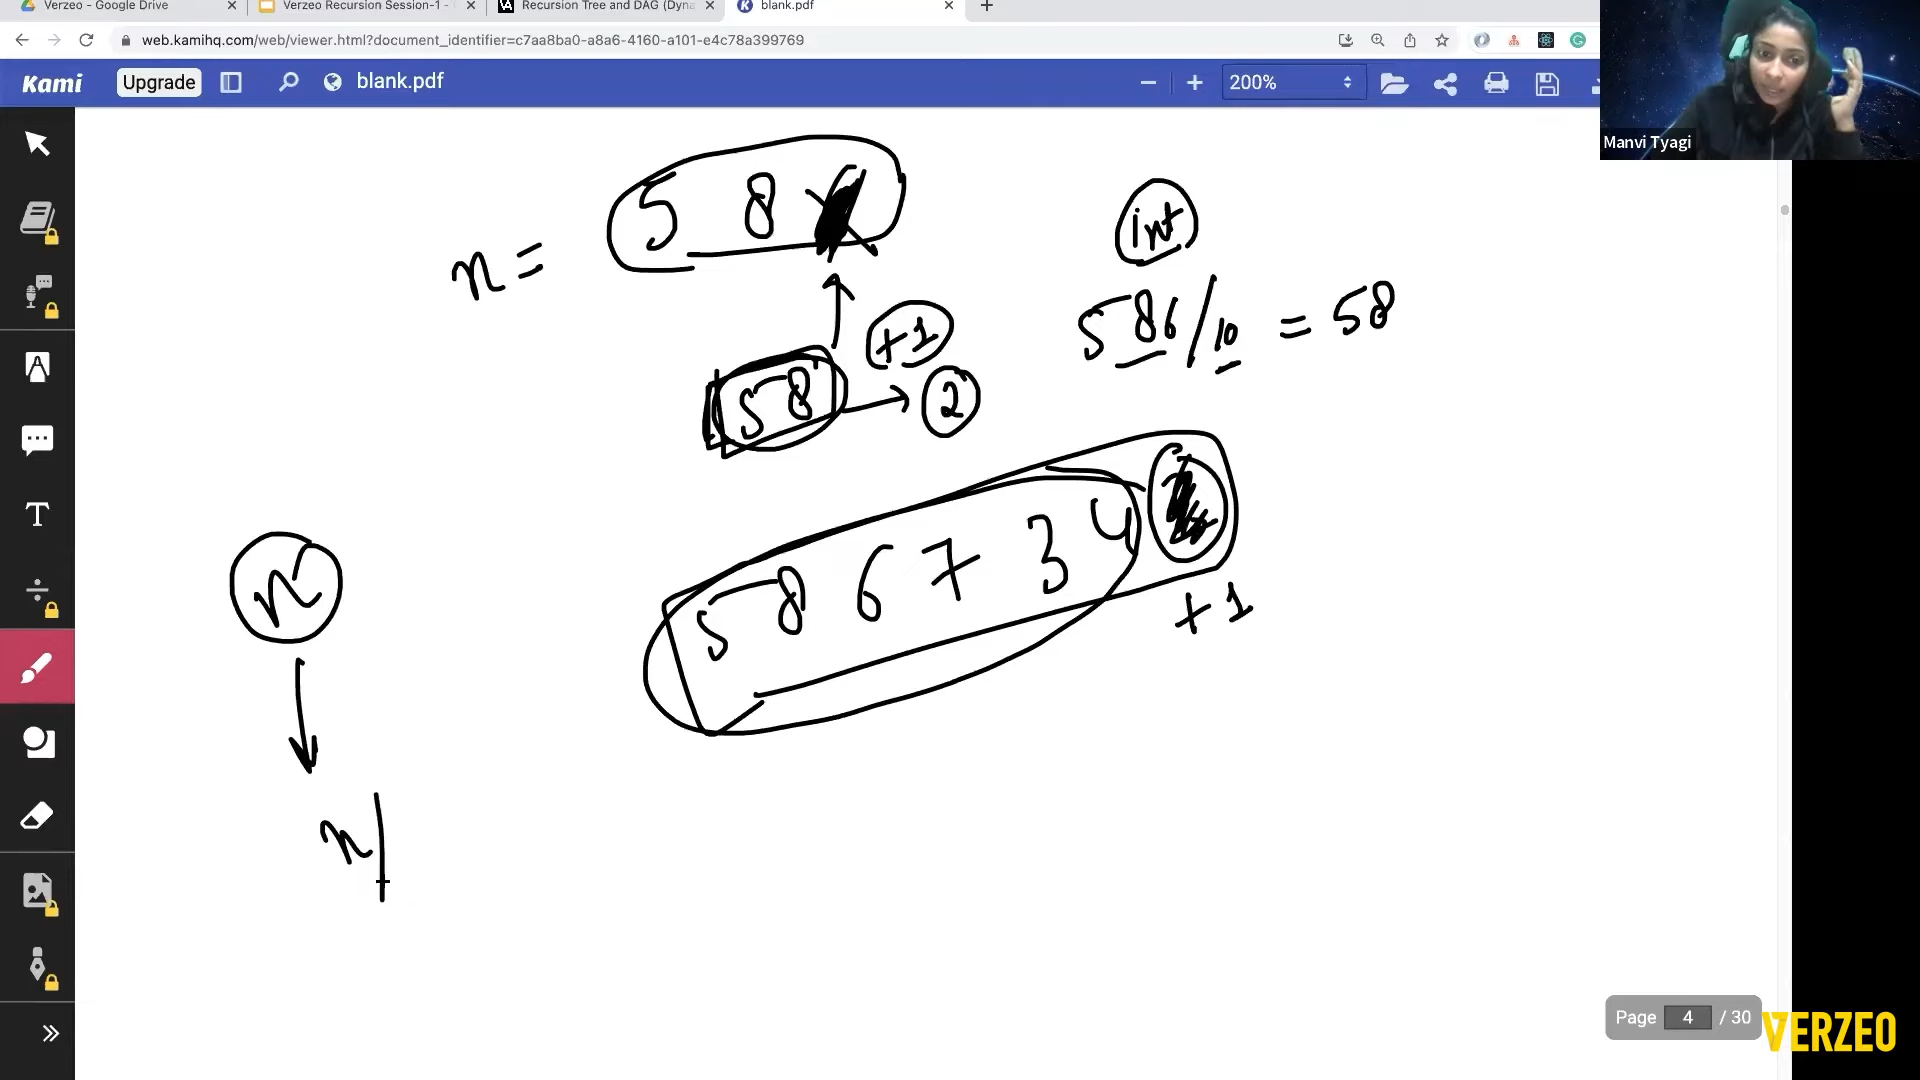 Verzeo - Google Drive
Verzeo Recursion Session-1 -
Recursion Tree and DAG (Dyna
blank.pdf
web.kamihq.com/web/viewer.html?document_identifier=c7aa8ba0-a8a6-4160-a101-e4c78a399769
Kami
Upgrade
blank.pdf
200%
Manvi Tyagi
n = 5 8
int
586/10 = 58
+1
58 → 2
5 8 6 7 3 4
+1
n
n/
Page 4 / 30
VERZEO